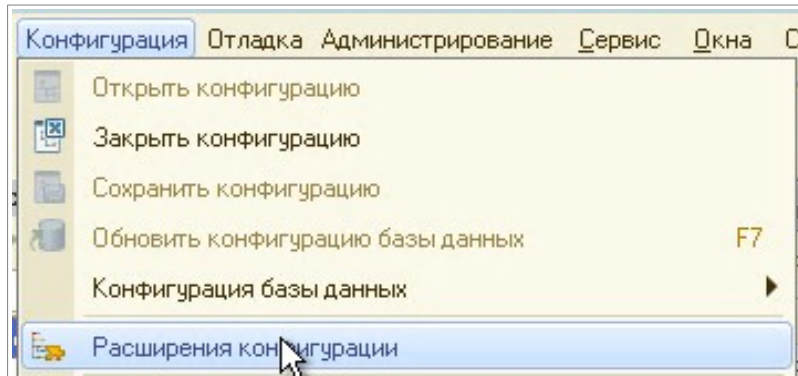 Конфигурация Отладка Администрирование Сервис Окна
Открыть конфигурацию
Закрыть конфигурацию
Сохранить конфигурацию
Обновить конфигурацию базы данных F7
Конфигурация базы данных
Расширения конфигурации